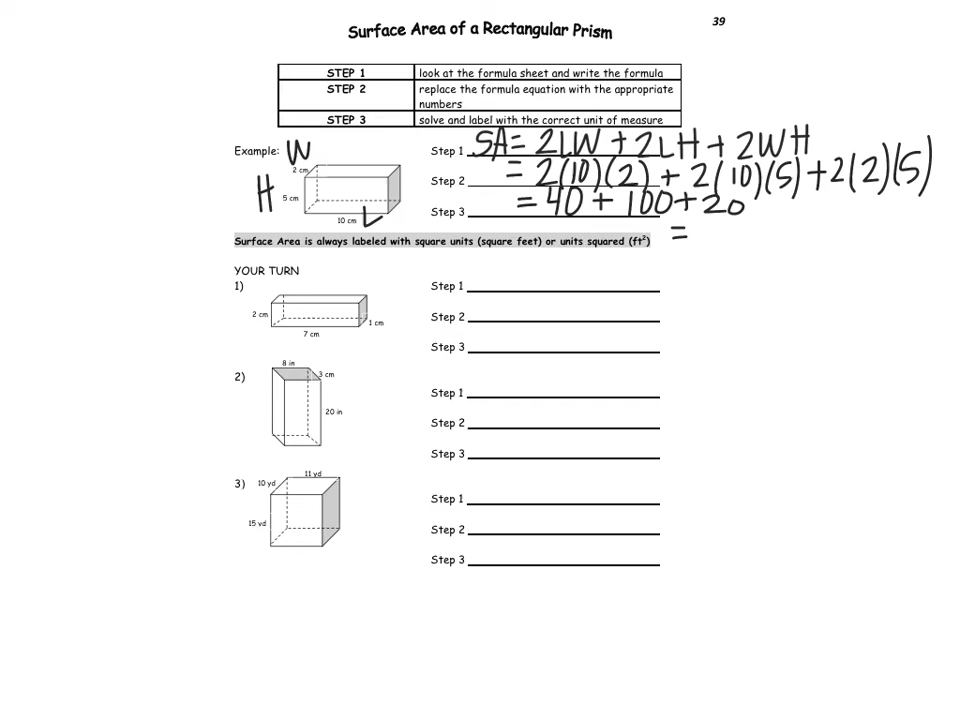 39
Surface Area of a Rectangular Prism
STEP 1 look at the formula sheet and write the formula
STEP 2 replace the formula equation with the appropriate
numbers
STEP 3 solve and label with the correct unit of measure
Example: W
2 cm
H 5 cm
10 cm L
Step 1 SA = 2LW + 2LH + 2WH
Step 2 = 2(10)(2) + 2(10)(5) + 2(2)(5)
Step 3 = 40 + 100 + 20
=
Surface Area is always labeled with square units (square feet) or units squared (ft²)
YOUR TURN
1)
2 cm
1 cm
7 cm
Step 1
Step 2
Step 3
2)
8 in
3 cm
20 in
Step 1
Step 2
Step 3
3)
11 yd
10 yd
15 yd
Step 1
Step 2
Step 3